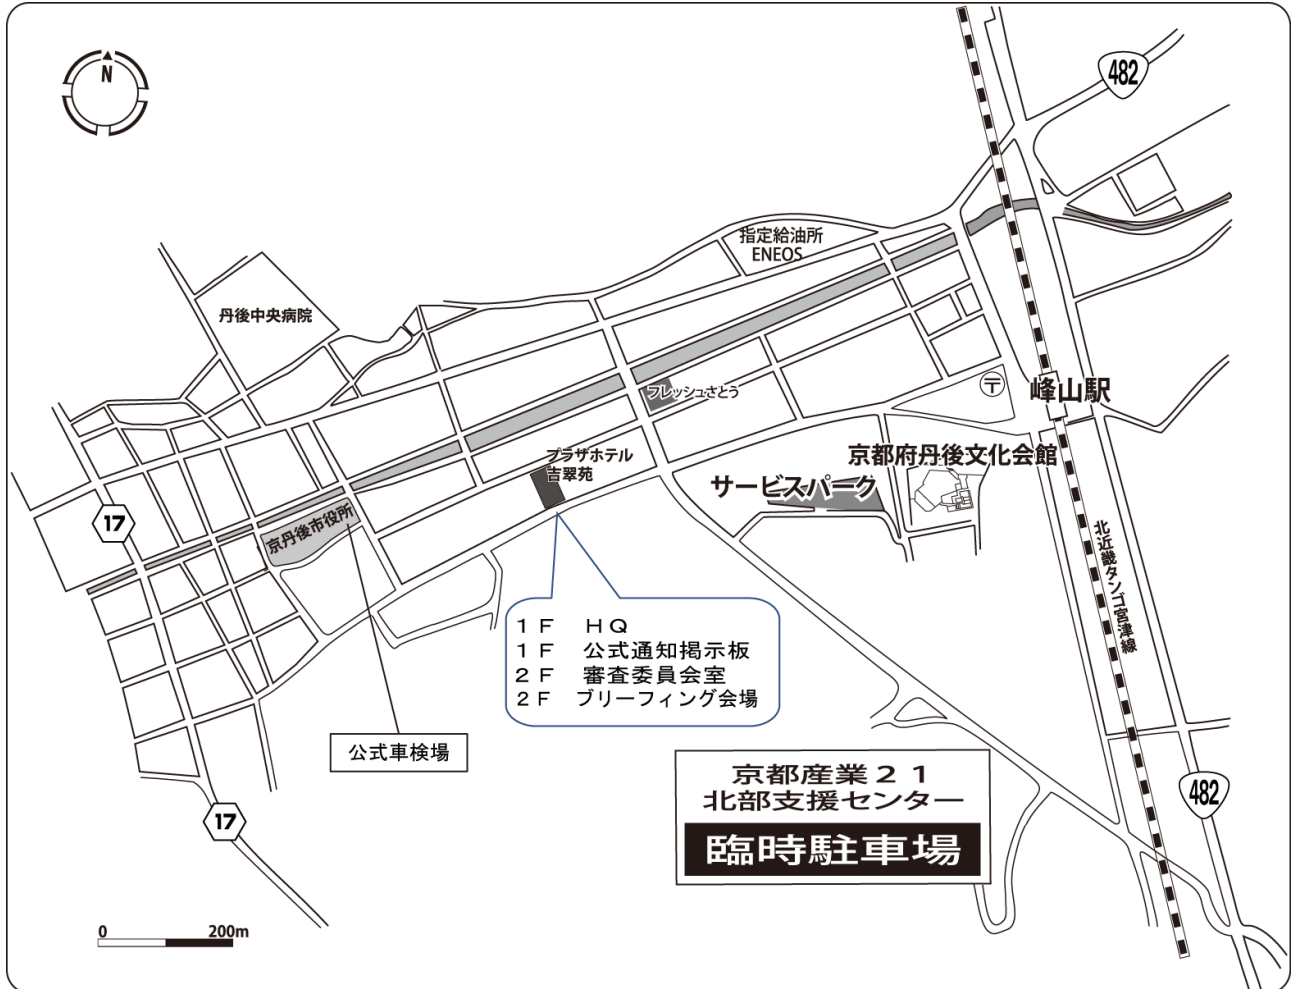 N
482
指定給油所
ENEOS
丹後中央病院
フレッシュさとう
〒
峰山駅
プラザホテル
吉翠苑
京都府丹後文化会館
サービスパーク
17
京丹後市役所
北近畿タンゴ宮津線
1F HQ
1F 公式通知掲示板
2F 審査委員会室
2F ブリーフィング会場
公式車検場
京都産業21
北部支援センター
臨時駐車場
482
17
0 200m